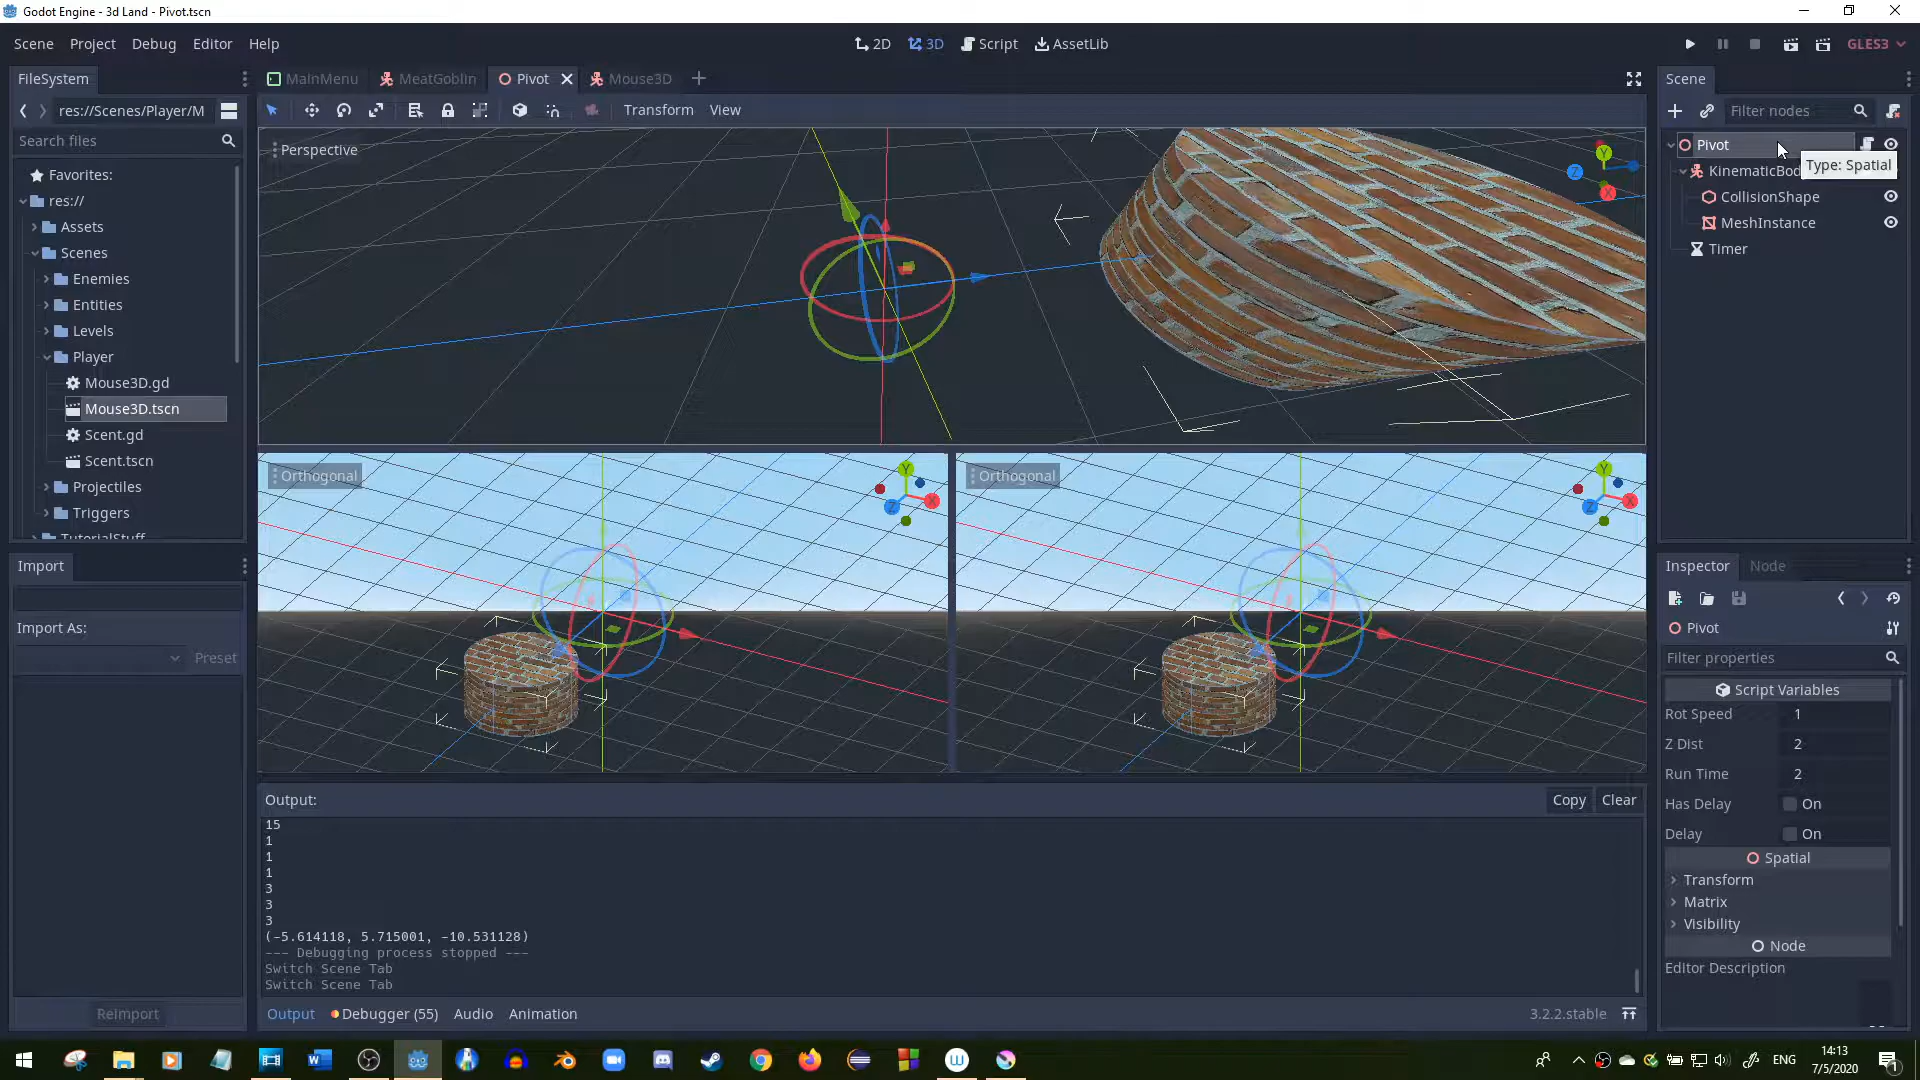 Godot Engine - 3d Land - Pivot.tscn
Scene Project Debug Editor Help
2D 3D Script AssetLib
GLES3
FileSystem
res://Scenes/Player/M
Search files
Favorites:
res://
Assets
Scenes
Enemies
Entities
Levels
Player
Mouse3D.gd
Mouse3D.tscn
Scent.gd
Scent.tscn
Projectiles
Triggers
TutorialStuff
Import
Import As:
Preset
Reimport
MainMenu MeatGoblin Pivot Mouse3D
Transform View
Perspective
Y
Z
X
Orthogonal
Y
X
Z
Orthogonal
Y
X
Z
Output:
Copy Clear
15
1
1
1
3
3
3
(-5.614118, 5.715001, -10.531128)
--- Debugging process stopped ---
Switch Scene Tab
Switch Scene Tab
Output Debugger (55) Audio Animation
3.2.2.stable
Scene
Filter nodes
Pivot
Type: Spatial
KinematicBod
CollisionShape
MeshInstance
Timer
Inspector Node
Pivot
Filter properties
Script Variables
Rot Speed 1
Z Dist 2
Run Time 2
Has Delay On
Delay On
Spatial
Transform
Matrix
Visibility
Node
Editor Description
ENG
14:13
7/5/2020
1